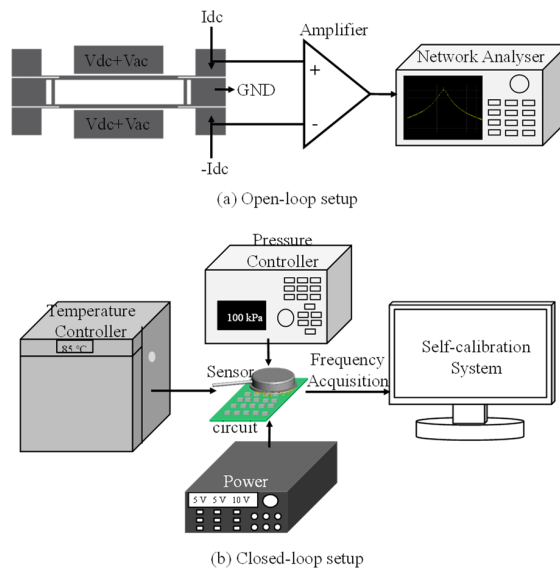 Idc
Amplifier
Vdc+Vac
Network Analyser
+
GND
Vdc+Vac
-
-Idc
(a) Open-loop setup
Pressure
Controller
100 kPa
Temperature
Controller
85 °C
Sensor
Frequency
Acquisition
Self-calibration
System
circuit
Power
5 V 5 V 10 V
(b) Closed-loop setup